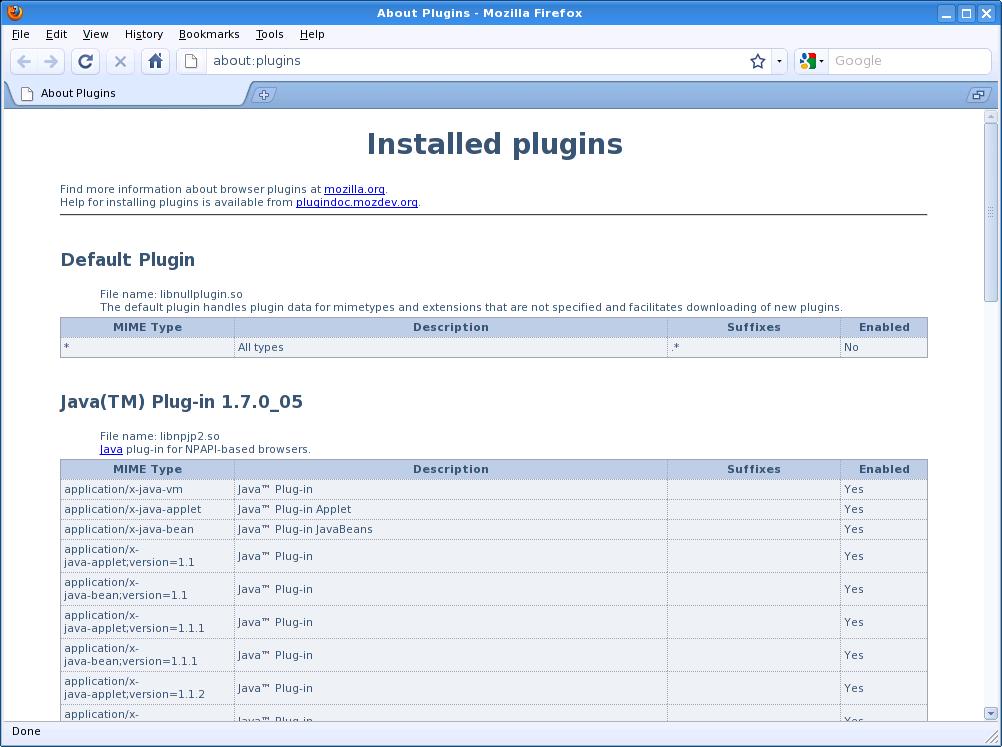 About Plugins - Mozilla Firefox
File Edit View History Bookmarks Tools Help
about:plugins Google
About Plugins
Installed plugins
Find more information about browser plugins at mozilla.org.
Help for installing plugins is available from plugindoc.mozdev.org.
Default Plugin
File name: libnullplugin.so
The default plugin handles plugin data for mimetypes and extensions that are not specified and facilitates downloading of new plugins.
MIME Type Description Suffixes Enabled
* All types .* No
Java(TM) Plug-in 1.7.0_05
File name: libnpjp2.so
Java plug-in for NPAPI-based browsers.
MIME Type Description Suffixes Enabled
application/x-java-vm Java™ Plug-in Yes
application/x-java-applet Java™ Plug-in Applet Yes
application/x-java-bean Java™ Plug-in JavaBeans Yes
application/x-
java-applet;version=1.1 Java™ Plug-in Yes
application/x-
java-bean;version=1.1 Java™ Plug-in Yes
application/x-
java-applet;version=1.1.1 Java™ Plug-in Yes
application/x-
java-bean;version=1.1.1 Java™ Plug-in Yes
application/x-
java-applet;version=1.1.2 Java™ Plug-in Yes
application/x-
Java™ Plug-in Yes
Done